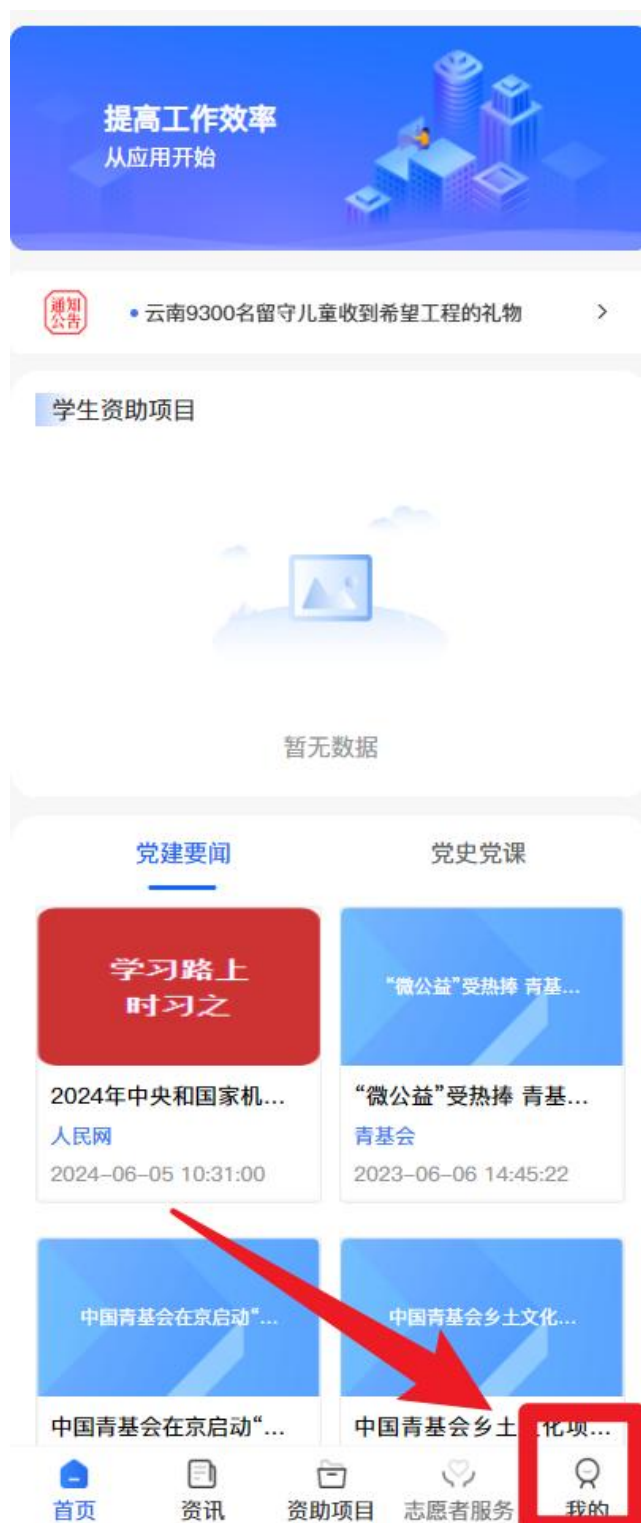 提高工作效率
从应用开始
通知
公告
云南9300名留守儿童收到希望工程的礼物
学生资助项目
暂无数据
党建要闻
党史党课
学习路上
时习之
“微公益”受热捧 青基...
2024年中央和国家机...
“微公益”受热捧 青基...
人民网
青基会
2024-06-05 10:31:00
2023-06-06 14:45:22
中国青基会在京启动“...
中国青基会乡土文化...
中国青基会在京启动“...
中国青基会乡土文化项...
首页
资讯
资助项目
志愿者服务
我的